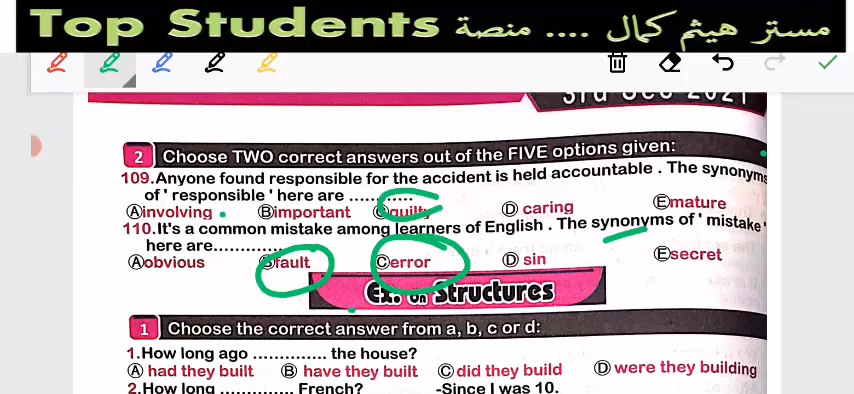 Top Students منصة .... مستر هيثم كمال
2 Choose TWO correct answers out of the FIVE options given:
109.Anyone found responsible for the accident is held accountable . The synonyms
of ' responsible ' here are ............
Ⓐinvolving Ⓑimportant Ⓒguilty Ⓓ caring Ⓔmature
110.It's a common mistake among learners of English . The synonyms of ' mistake '
here are.............
Ⓐobvious Ⓑfault Ⓒerror Ⓓ sin Ⓔsecret
Ex. on Structures
1 Choose the correct answer from a, b, c or d:
1.How long ago .............. the house?
Ⓐ had they built Ⓑ have they built Ⓒ did they build Ⓓ were they building
2.How long .............. French? -Since I was 10.